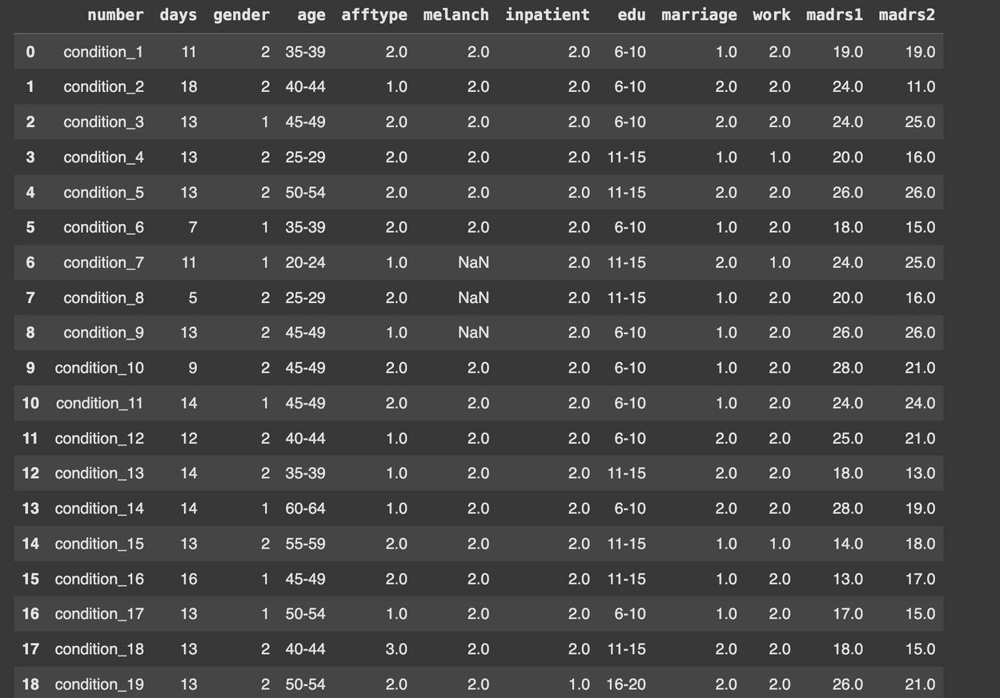 number days gender age afftype melanch inpatient edu marriage work madrs1 madrs2
0 condition_1 11 2 35-39 2.0 2.0 2.0 6-10 1.0 2.0 19.0 19.0
1 condition_2 18 2 40-44 1.0 2.0 2.0 6-10 2.0 2.0 24.0 11.0
2 condition_3 13 1 45-49 2.0 2.0 2.0 6-10 2.0 2.0 24.0 25.0
3 condition_4 13 2 25-29 2.0 2.0 2.0 11-15 1.0 1.0 20.0 16.0
4 condition_5 13 2 50-54 2.0 2.0 2.0 11-15 2.0 2.0 26.0 26.0
5 condition_6 7 1 35-39 2.0 2.0 2.0 6-10 1.0 2.0 18.0 15.0
6 condition_7 11 1 20-24 1.0 NaN 2.0 11-15 2.0 1.0 24.0 25.0
7 condition_8 5 2 25-29 2.0 NaN 2.0 11-15 1.0 2.0 20.0 16.0
8 condition_9 13 2 45-49 1.0 NaN 2.0 6-10 1.0 2.0 26.0 26.0
9 condition_10 9 2 45-49 2.0 2.0 2.0 6-10 1.0 2.0 28.0 21.0
10 condition_11 14 1 45-49 2.0 2.0 2.0 6-10 1.0 2.0 24.0 24.0
11 condition_12 12 2 40-44 1.0 2.0 2.0 6-10 2.0 2.0 25.0 21.0
12 condition_13 14 2 35-39 1.0 2.0 2.0 11-15 2.0 2.0 18.0 13.0
13 condition_14 14 1 60-64 1.0 2.0 2.0 6-10 2.0 2.0 28.0 19.0
14 condition_15 13 2 55-59 2.0 2.0 2.0 11-15 1.0 1.0 14.0 18.0
15 condition_16 16 1 45-49 2.0 2.0 2.0 11-15 1.0 2.0 13.0 17.0
16 condition_17 13 1 50-54 1.0 2.0 2.0 6-10 1.0 2.0 17.0 15.0
17 condition_18 13 2 40-44 3.0 2.0 2.0 11-15 2.0 2.0 18.0 15.0
18 condition_19 13 2 50-54 2.0 2.0 1.0 16-20 2.0 2.0 26.0 21.0